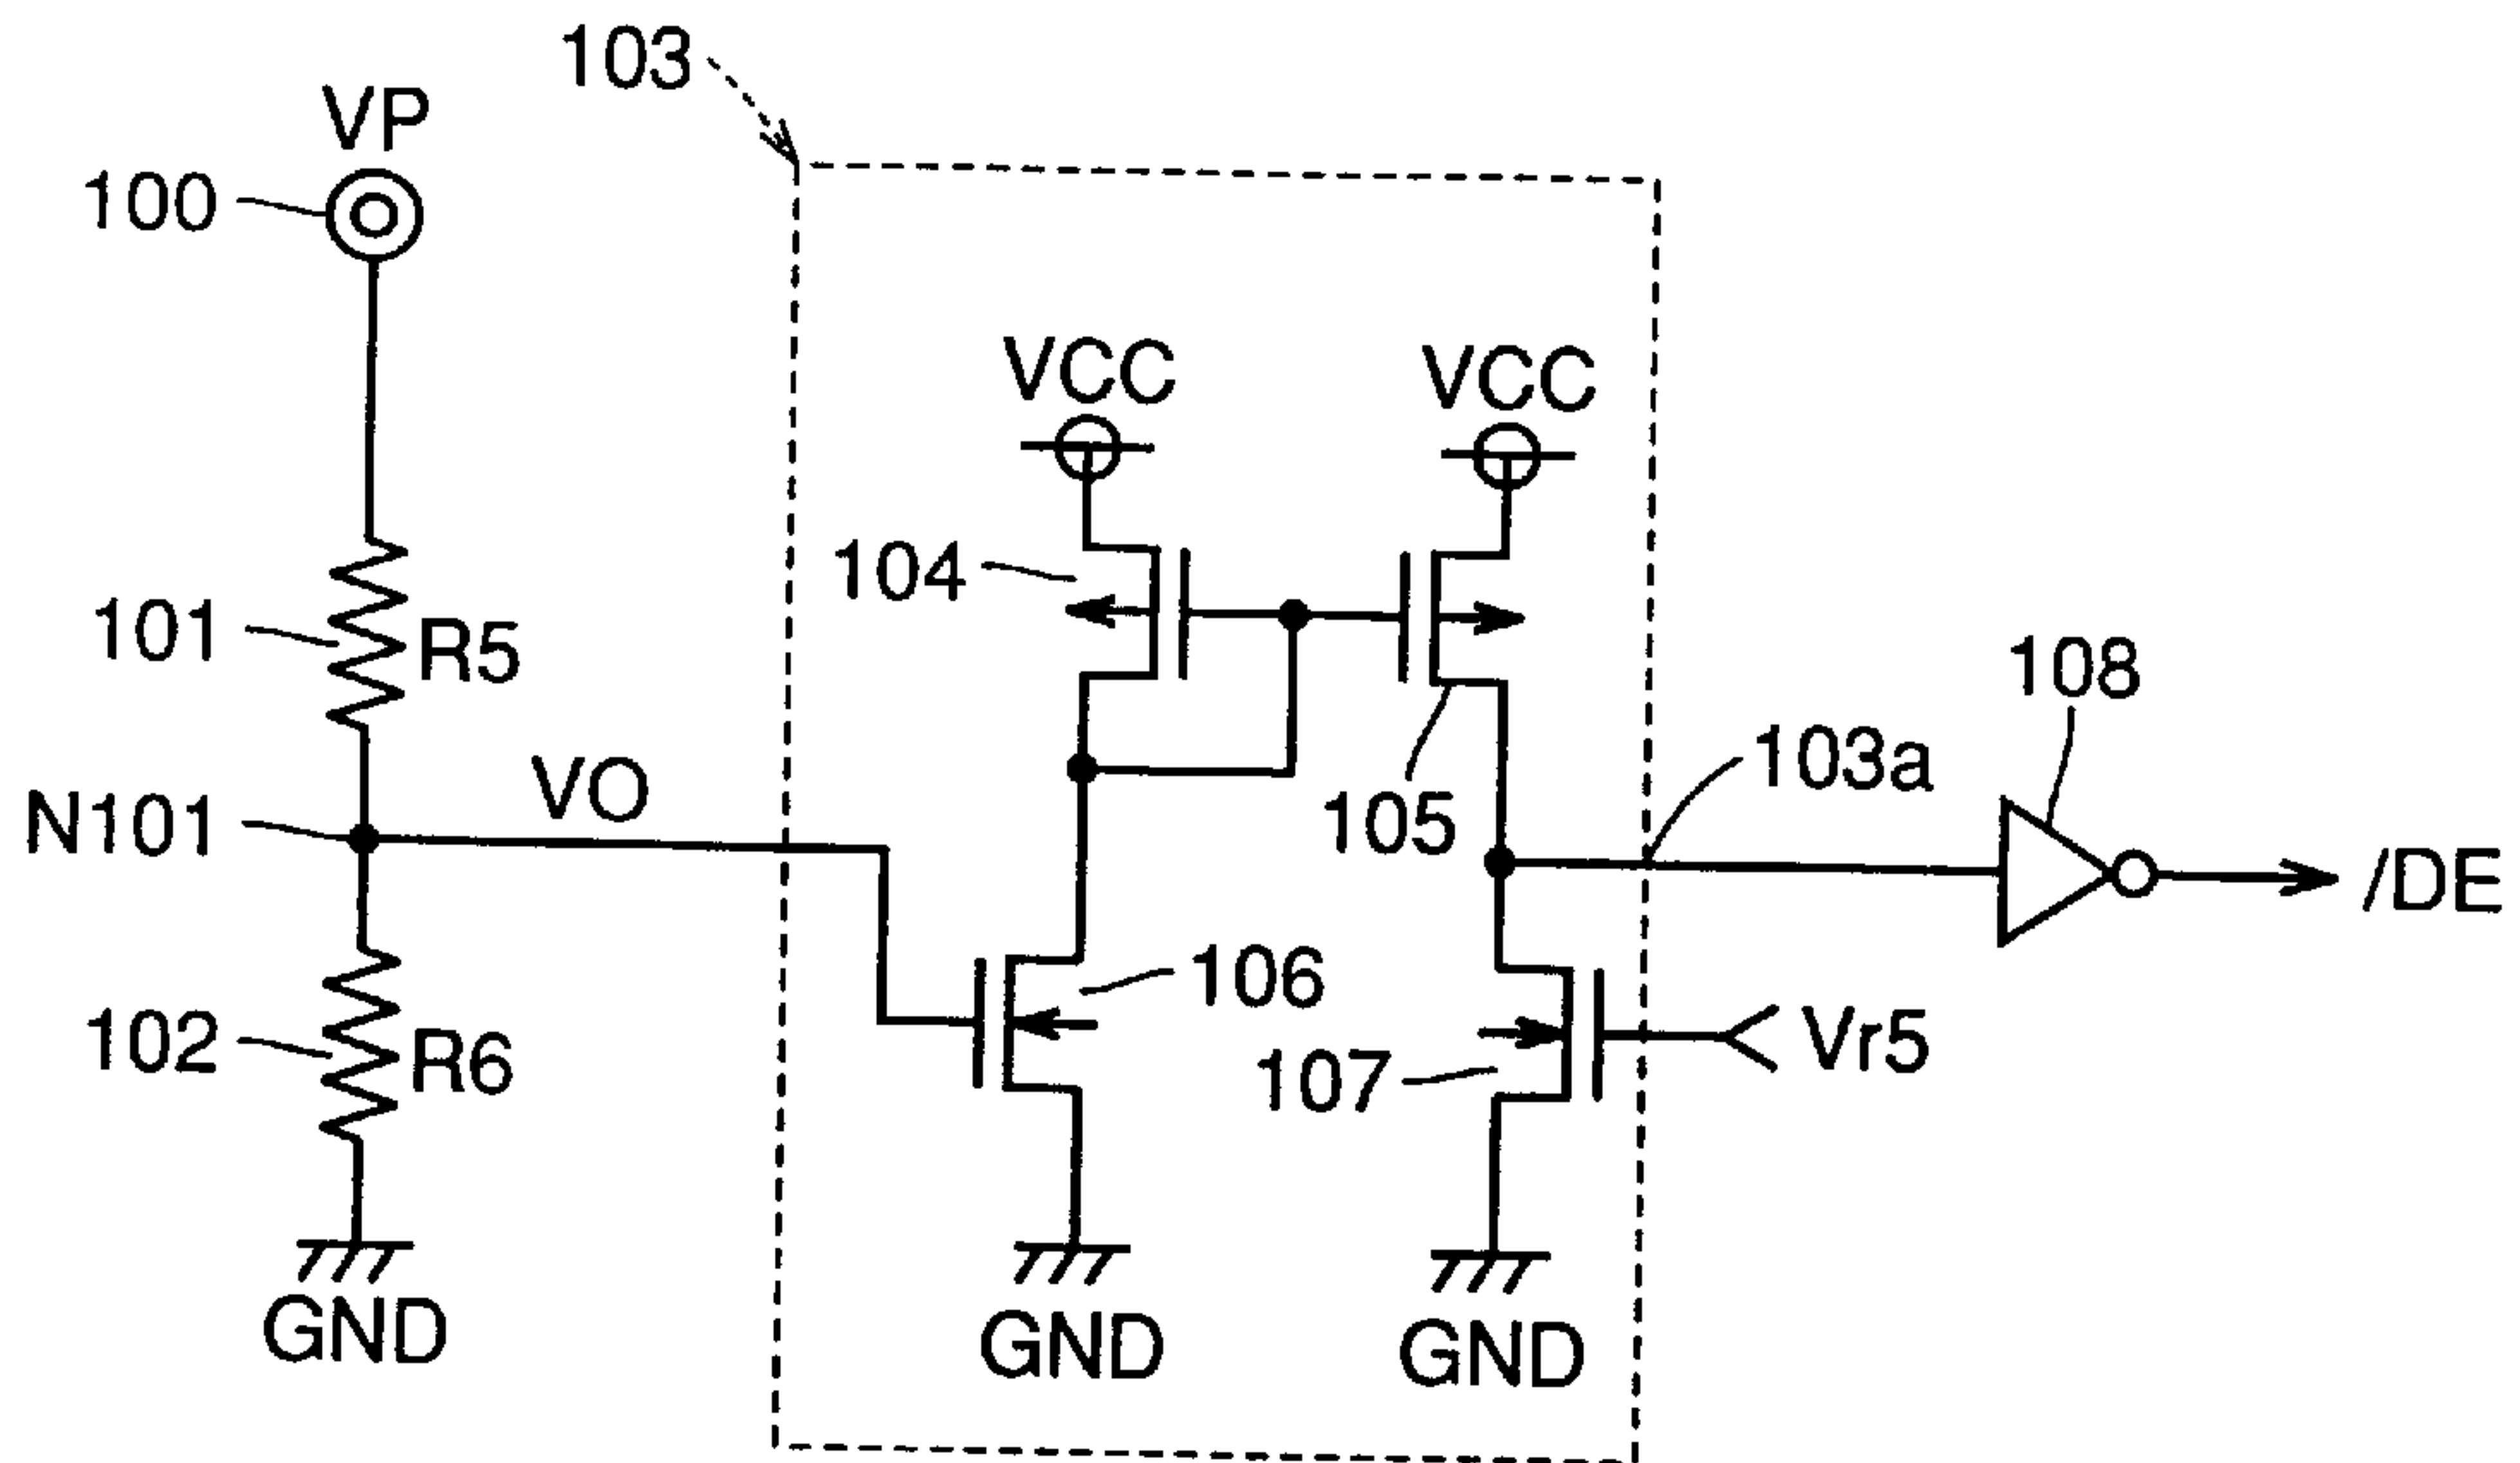 103
VP
100
VCC
VCC
104
101
R5
108
103a
VO
N101
105
/DE
106
102
R6
107
Vr5
GND
GND
GND